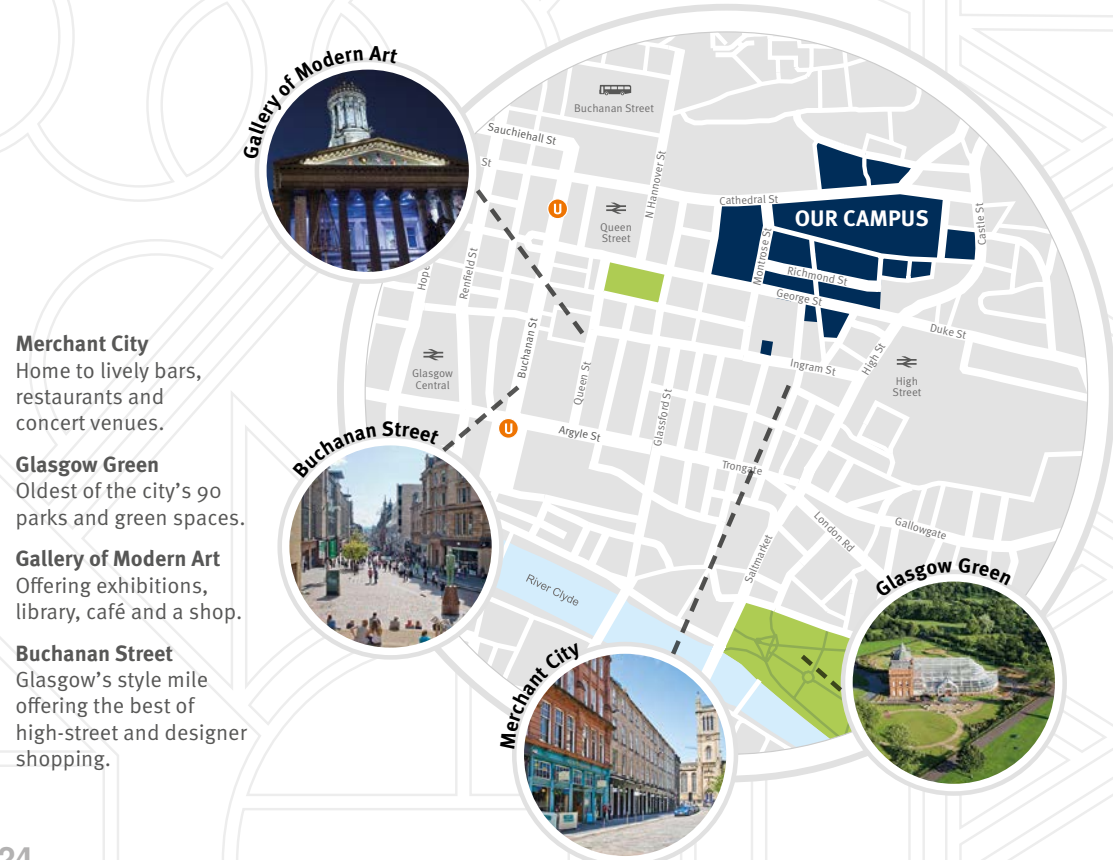 Gallery of Modern Art
Buchanan Street
Sauchiehall St
St
U
N Hannover St
Queen
Street
Cathedral St
OUR CAMPUS
Castle St
Montrose St
Richmond St
George St
Hope
Renfield St
Duke St
Merchant City
Home to lively bars,
restaurants and
concert venues.
Glasgow Green
Oldest of the city's 90
parks and green spaces.
Gallery of Modern Art
Offering exhibitions,
library, café and a shop.
Buchanan Street
Glasgow's style mile
offering the best of
high-street and designer
shopping.
Glasgow
Central
Buchanan St
Queen St
Ingram St
High St
High
Street
Glassford St
U
Argyle St
Buchanan Street
Trongate
London Rd
Gallowgate
Saltmarket
River Clyde
Glasgow Green
Merchant City
24